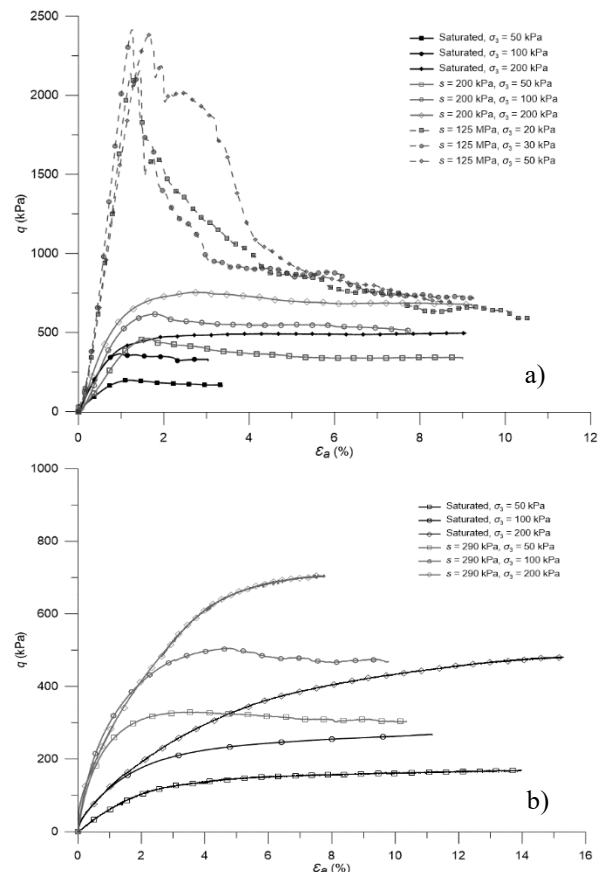 2500
2000
1500
1000
500
0
q (kPa)
Saturated, σ3 = 50 kPa
Saturated, σ3 = 100 kPa
Saturated, σ3 = 200 kPa
s = 200 kPa, σ3 = 50 kPa
s = 200 kPa, σ3 = 100 kPa
s = 200 kPa, σ3 = 200 kPa
s = 125 MPa, σ3 = 20 kPa
s = 125 MPa, σ3 = 30 kPa
s = 125 MPa, σ3 = 50 kPa
a)
0 2 4 6 8 10 12
εa (%)
1000
800
600
400
200
0
q (kPa)
Saturated, σ3 = 50 kPa
Saturated, σ3 = 100 kPa
Saturated, σ3 = 200 kPa
s = 290 kPa, σ3 = 50 kPa
s = 290 kPa, σ3 = 100 kPa
s = 290 kPa, σ3 = 200 kPa
b)
0 2 4 6 8 10 12 14 16
εa (%)